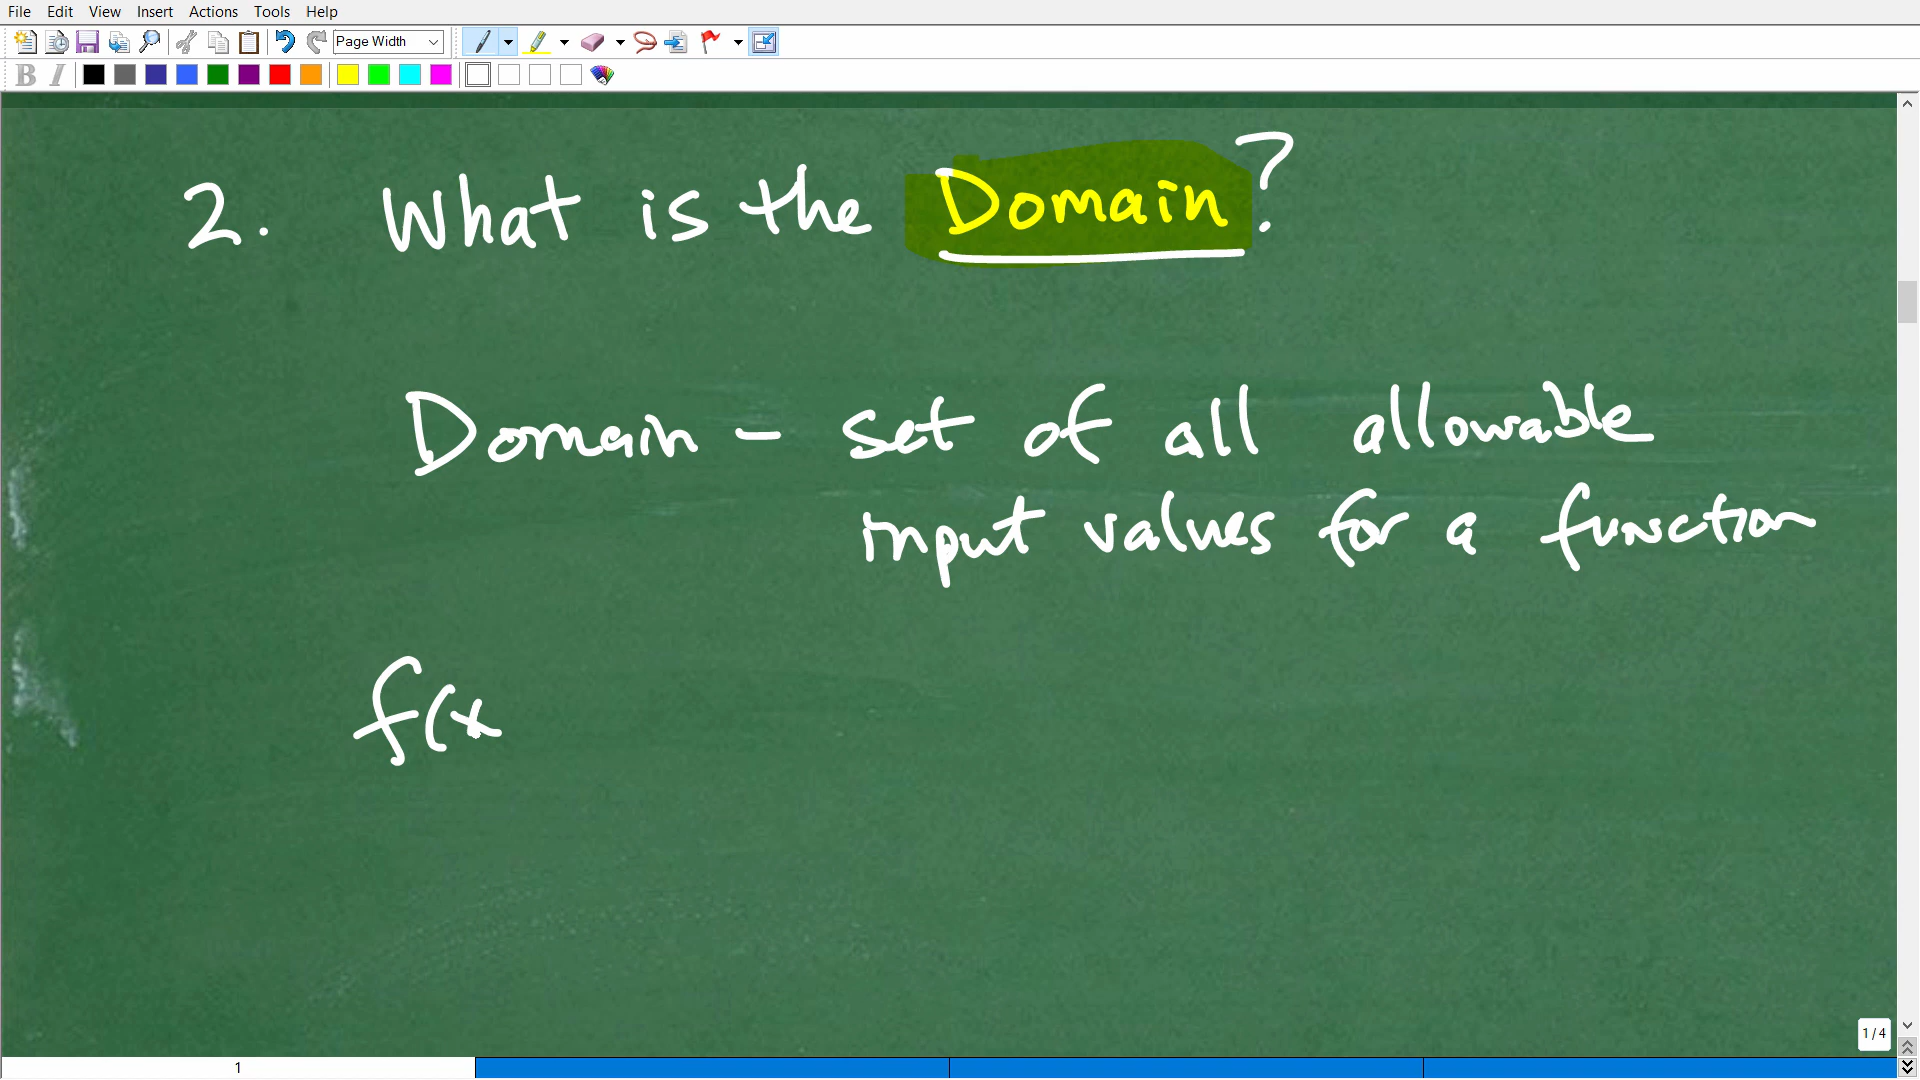 File Edit View Insert Actions Tools Help
Page Width
B I
2. What is the Domain?
Domain - set of all allowable
input values for a function
f(x
1 / 4
1